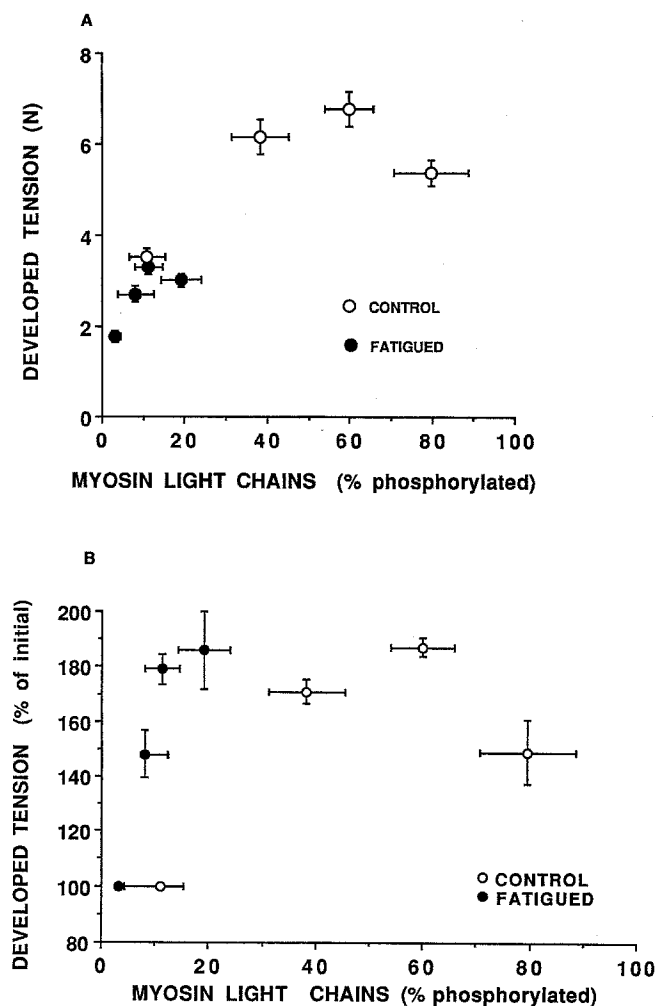 A
DEVELOPED TENSION (N)
8
6
4
2
0
CONTROL
FATIGUED
0 20 40 60 80 100
MYOSIN LIGHT CHAINS (% phosphorylated)
B
DEVELOPED TENSION (% of initial)
200
180
160
140
120
100
80
CONTROL
FATIGUED
0 20 40 60 80 100
MYOSIN LIGHT CHAINS (% phosphorylated)